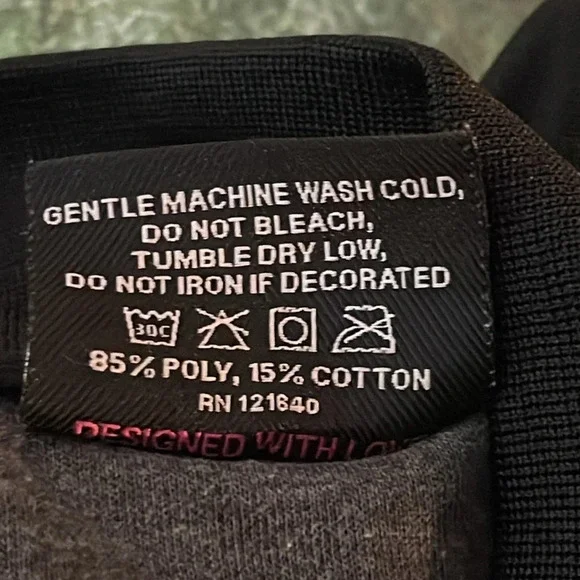 GENTLE MACHINE WASH COLD,
DO NOT BLEACH,
TUMBLE DRY LOW,
DO NOT IRON IF DECORATED
30C
85% POLY, 15% COTTON
RN 121640
DESIGNED WITH